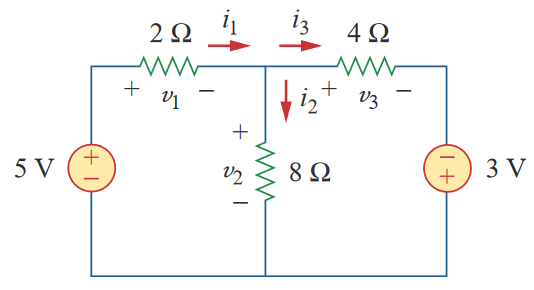 2 Ω i₁ i₃ 4 Ω
+ v₁ − i₂ + v₃ −
+
5 V + − v₂ 8 Ω − + 3 V
−